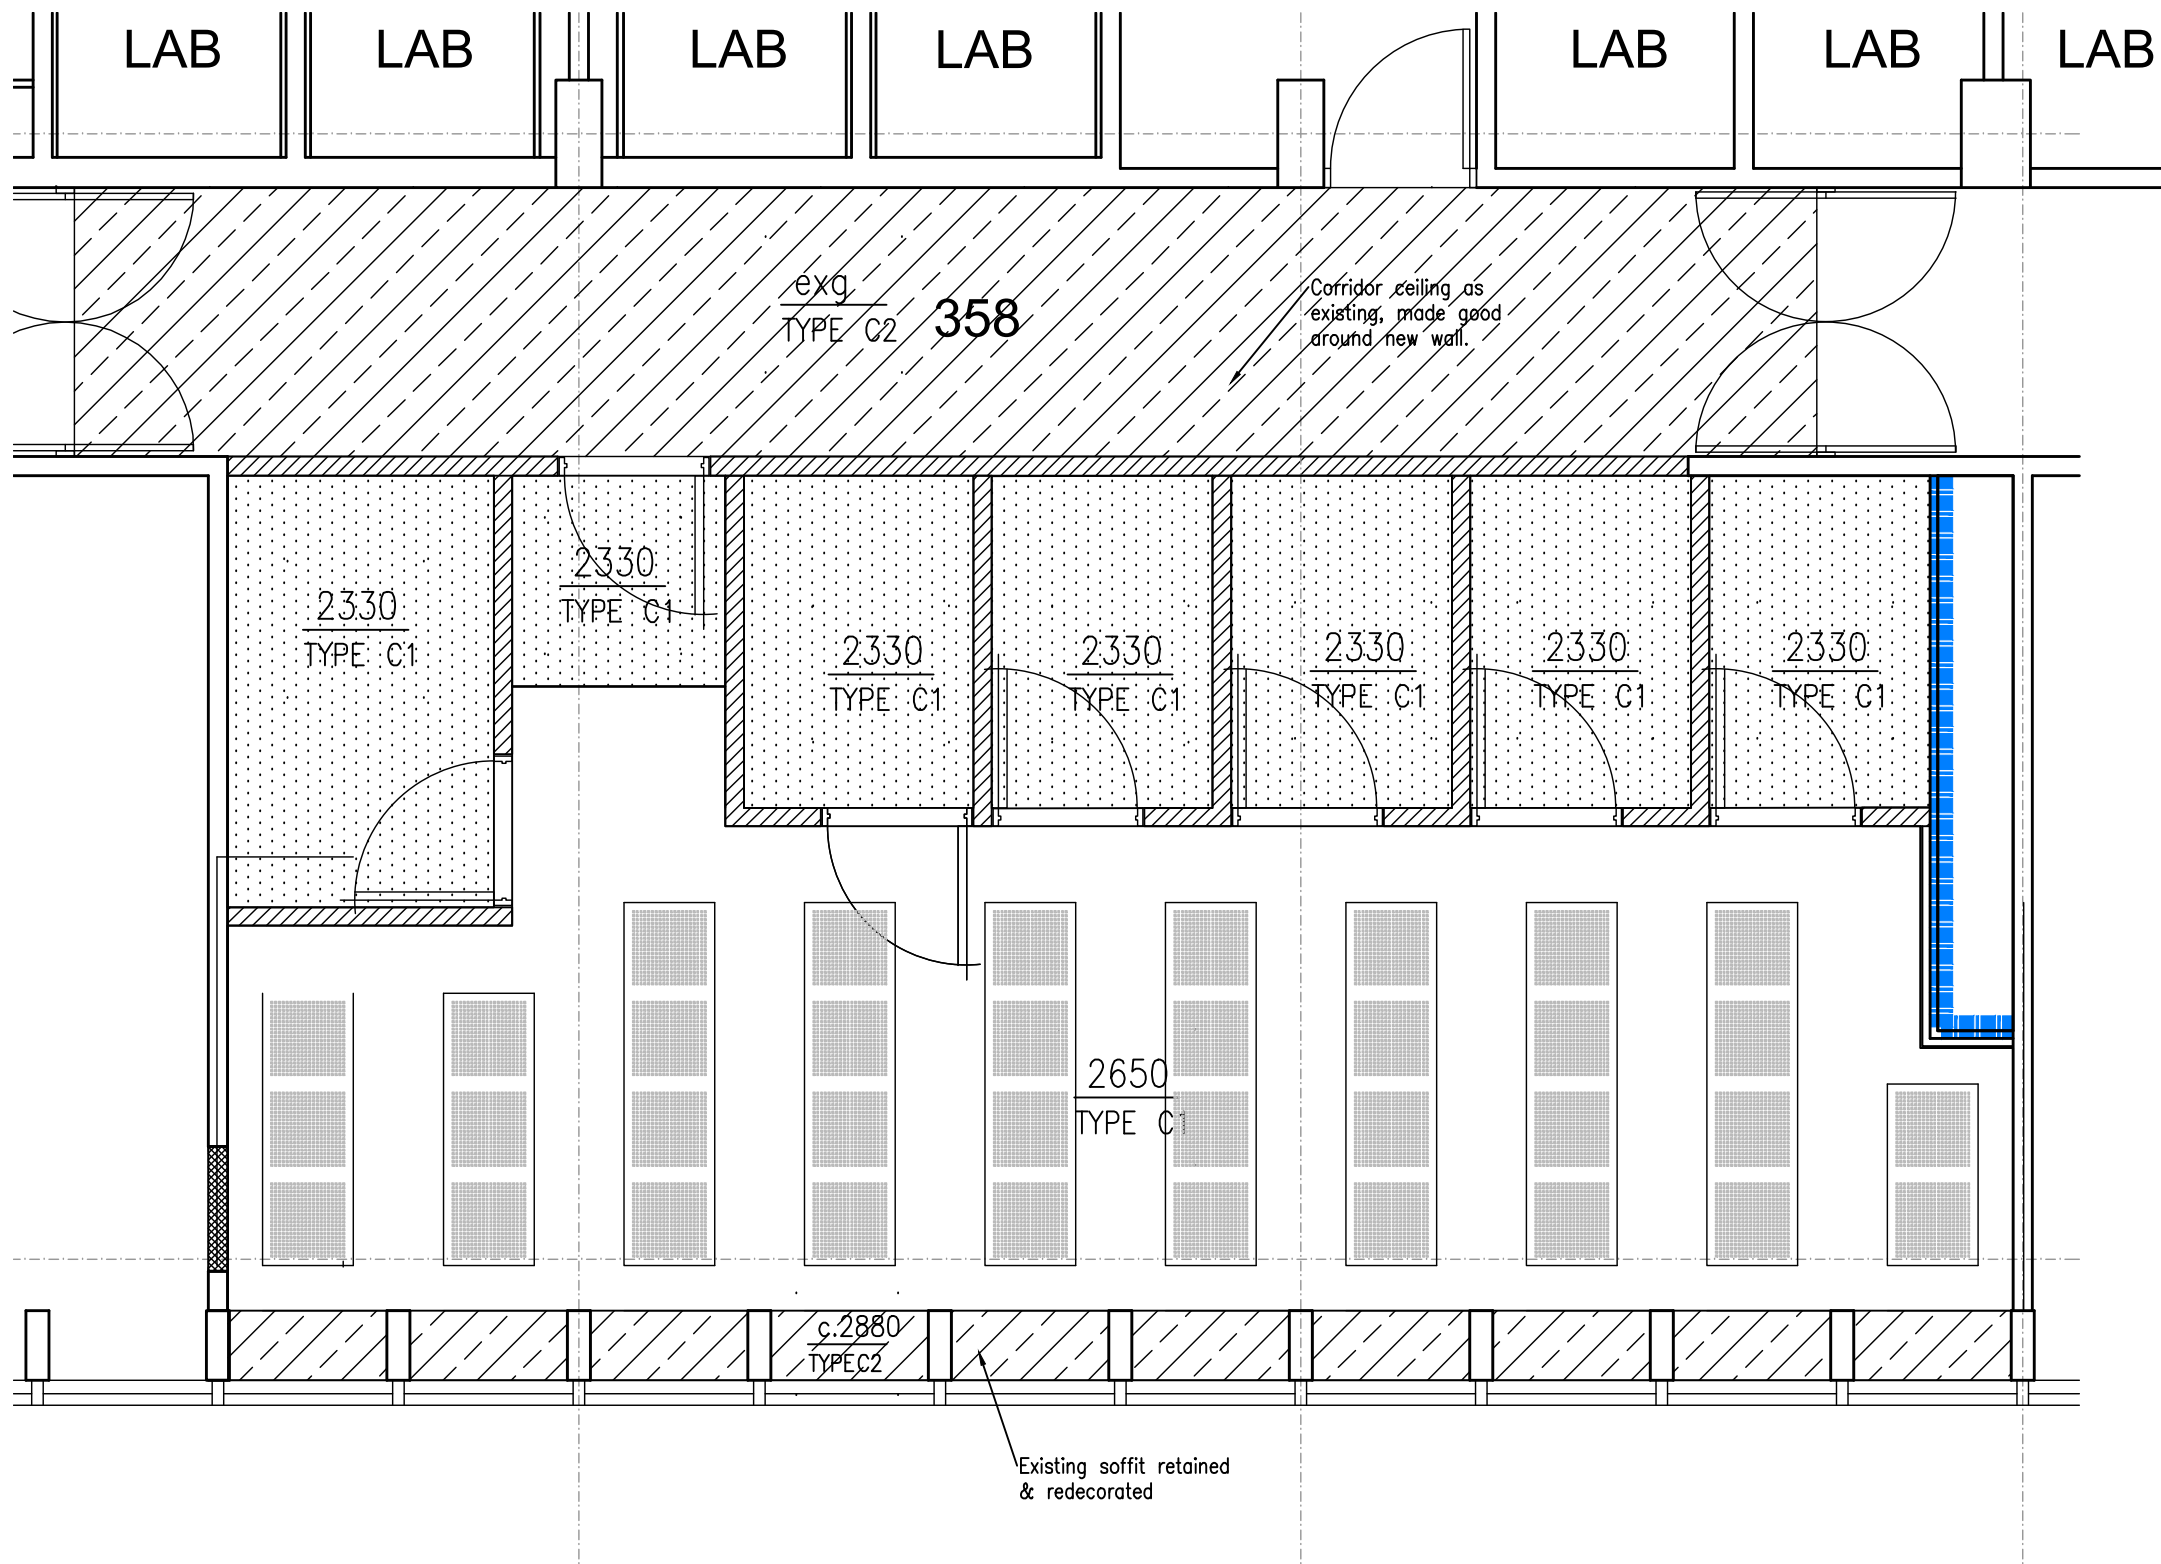 LAB
LAB
LAB
LAB
LAB
LAB
LAB
exg
TYPE C2
358
Corridor ceiling as
existing, made good
around new wall.
2330
TYPE C1
2330
TYPE C1
2330
TYPE C1
2330
TYPE C1
2330
TYPE C1
2330
TYPE C1
2330
TYPE C1
2650
TYPE C1
c.2880
TYPEC2
Existing soffit retained
& redecorated